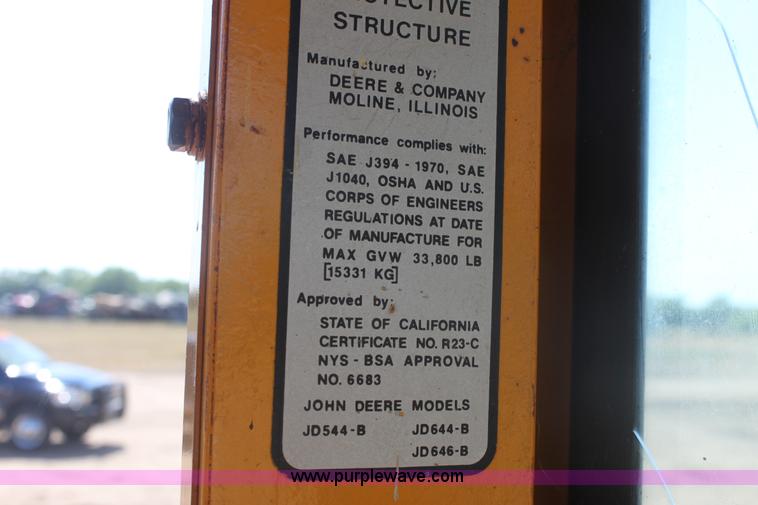 STRUCTURE
Manufactured by:
DEERE & COMPANY
MOLINE, ILLINOIS
Performance complies with:
SAE J394 - 1970, SAE
J1040, OSHA AND U.S.
CORPS OF ENGINEERS
REGULATIONS AT DATE
OF MANUFACTURE FOR
MAX GVW 33,800 LB
[15331 KG]
Approved by:
STATE OF CALIFORNIA
CERTIFICATE NO. R23-C
NYS - BSA APPROVAL
NO. 6683
JOHN DEERE MODELS
JD544-B JD644-B
JD646-B
www.purplewave.com